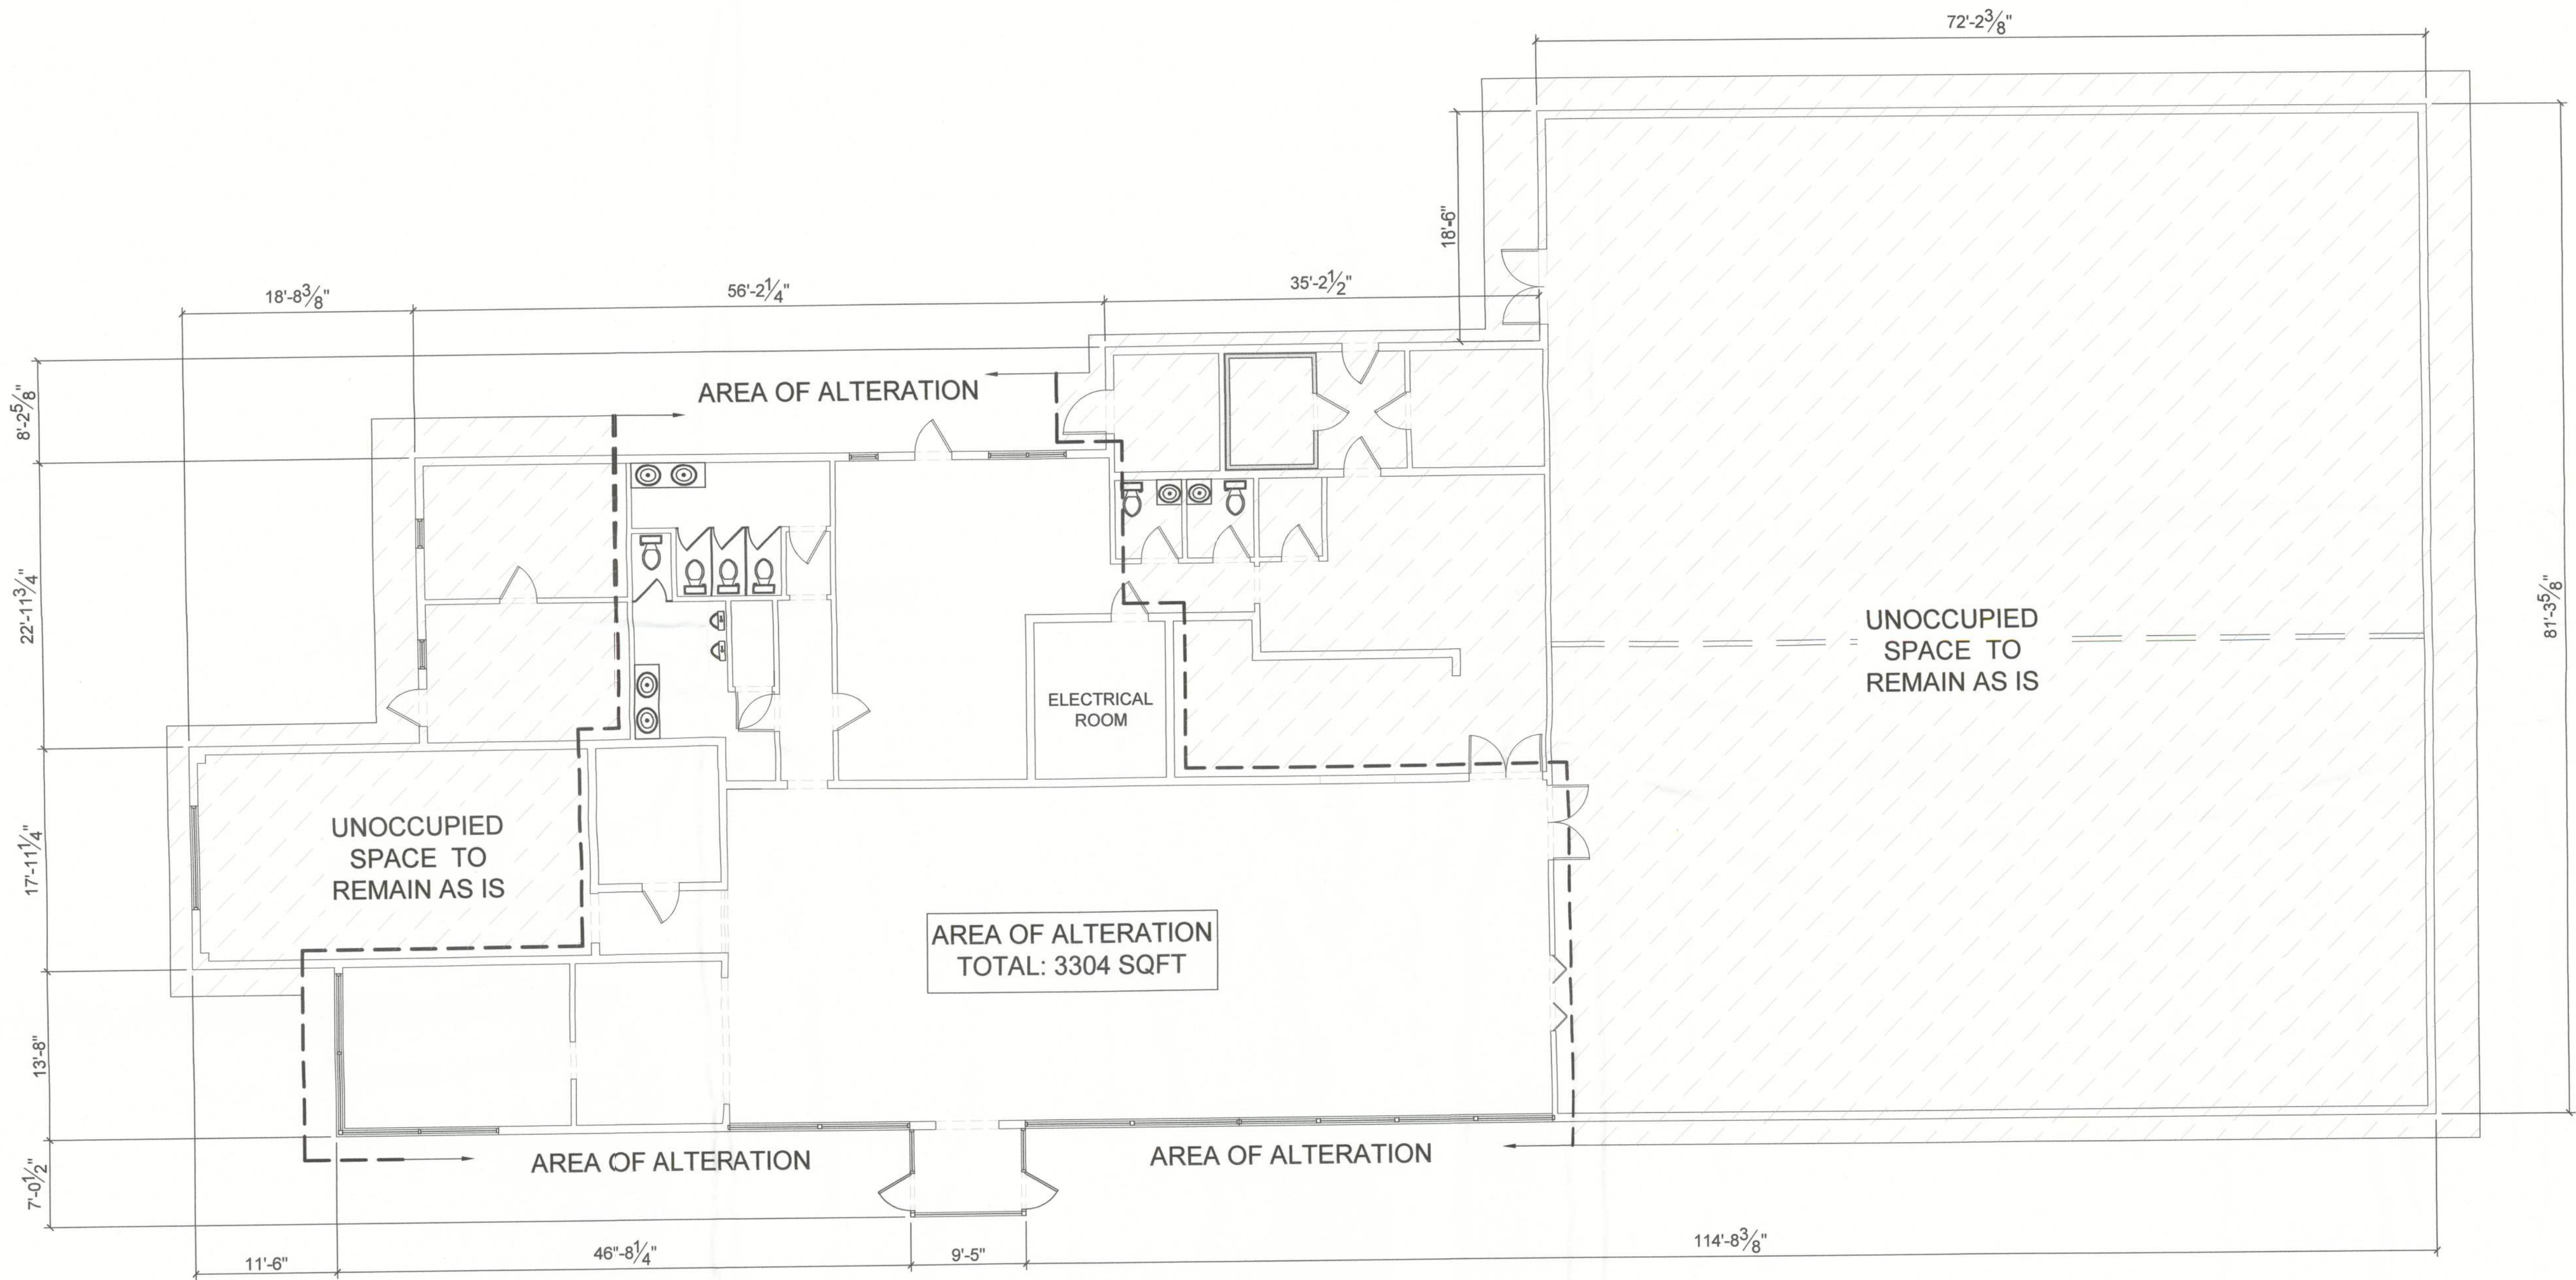 72'-2 3/8"
18'-6"
18'-8 3/8"
56'-2 1/4"
35'-2 1/2"
8'-2 5/8"
AREA OF ALTERATION
22'-11 3/4"
81'-3 5/8"
UNOCCUPIED
SPACE TO
REMAIN AS IS
ELECTRICAL
ROOM
17'-11 1/4"
UNOCCUPIED
SPACE TO
REMAIN AS IS
AREA OF ALTERATION
TOTAL: 3304 SQFT
13'-8"
7'-0 1/2"
AREA OF ALTERATION
AREA OF ALTERATION
11'-6"
46"-8 1/4"
9'-5"
114'-8 3/8"